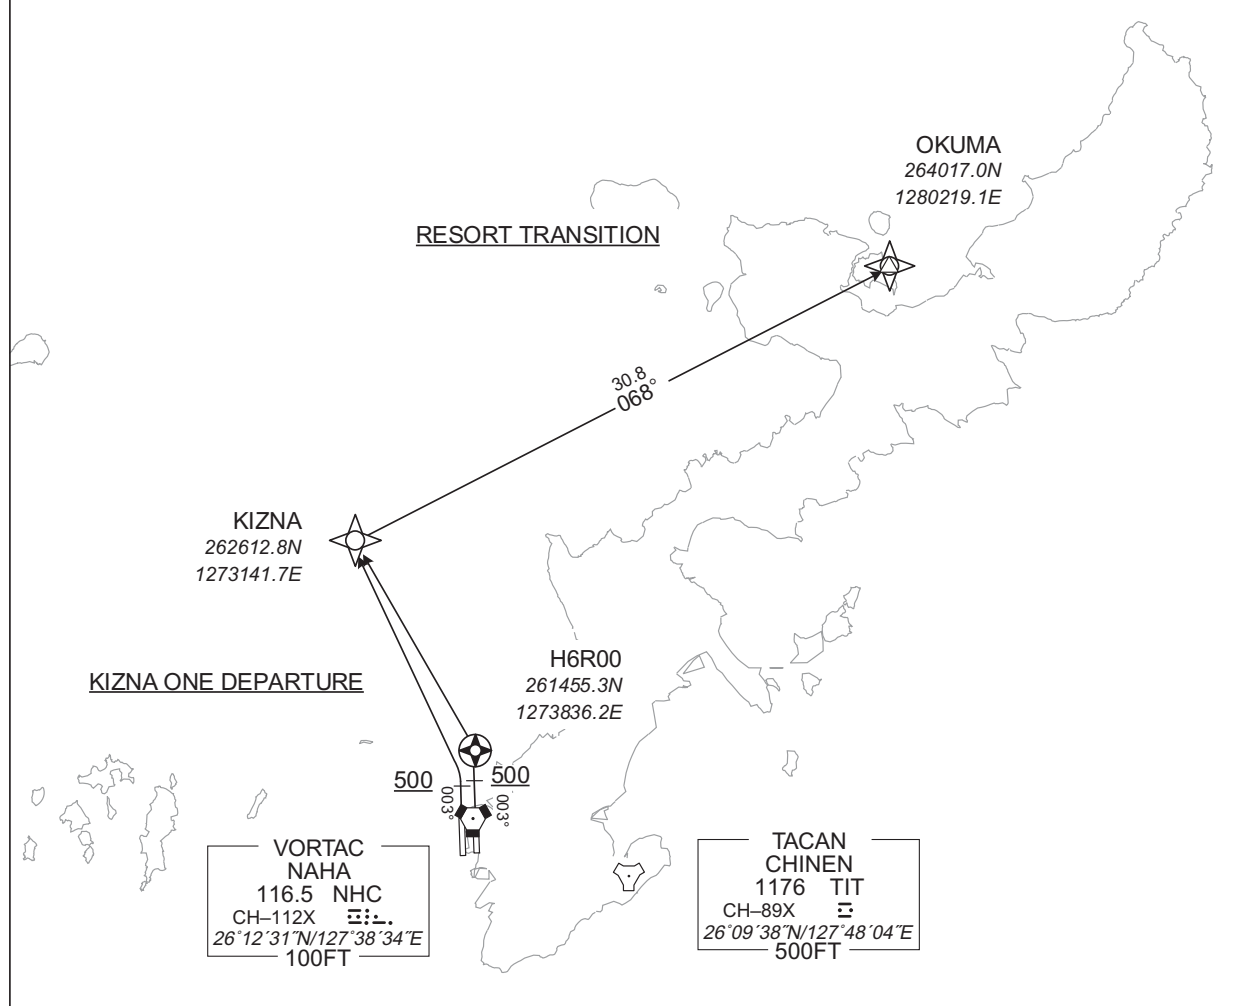 OKUMA
264017.0N
1280219.1E
RESORT TRANSITION
30.8
068°
KIZNA
262612.8N
1273141.7E
H6R00
261455.3N
1273836.2E
KIZNA ONE DEPARTURE
500
500
003°
003°
VORTAC
NAHA
116.5 NHC
CH–112X
26°12´31˝N/127°38´34˝E
100FT
TACAN
CHINEN
1176 TIT
CH–89X
26°09´38˝N/127°48´04˝E
500FT